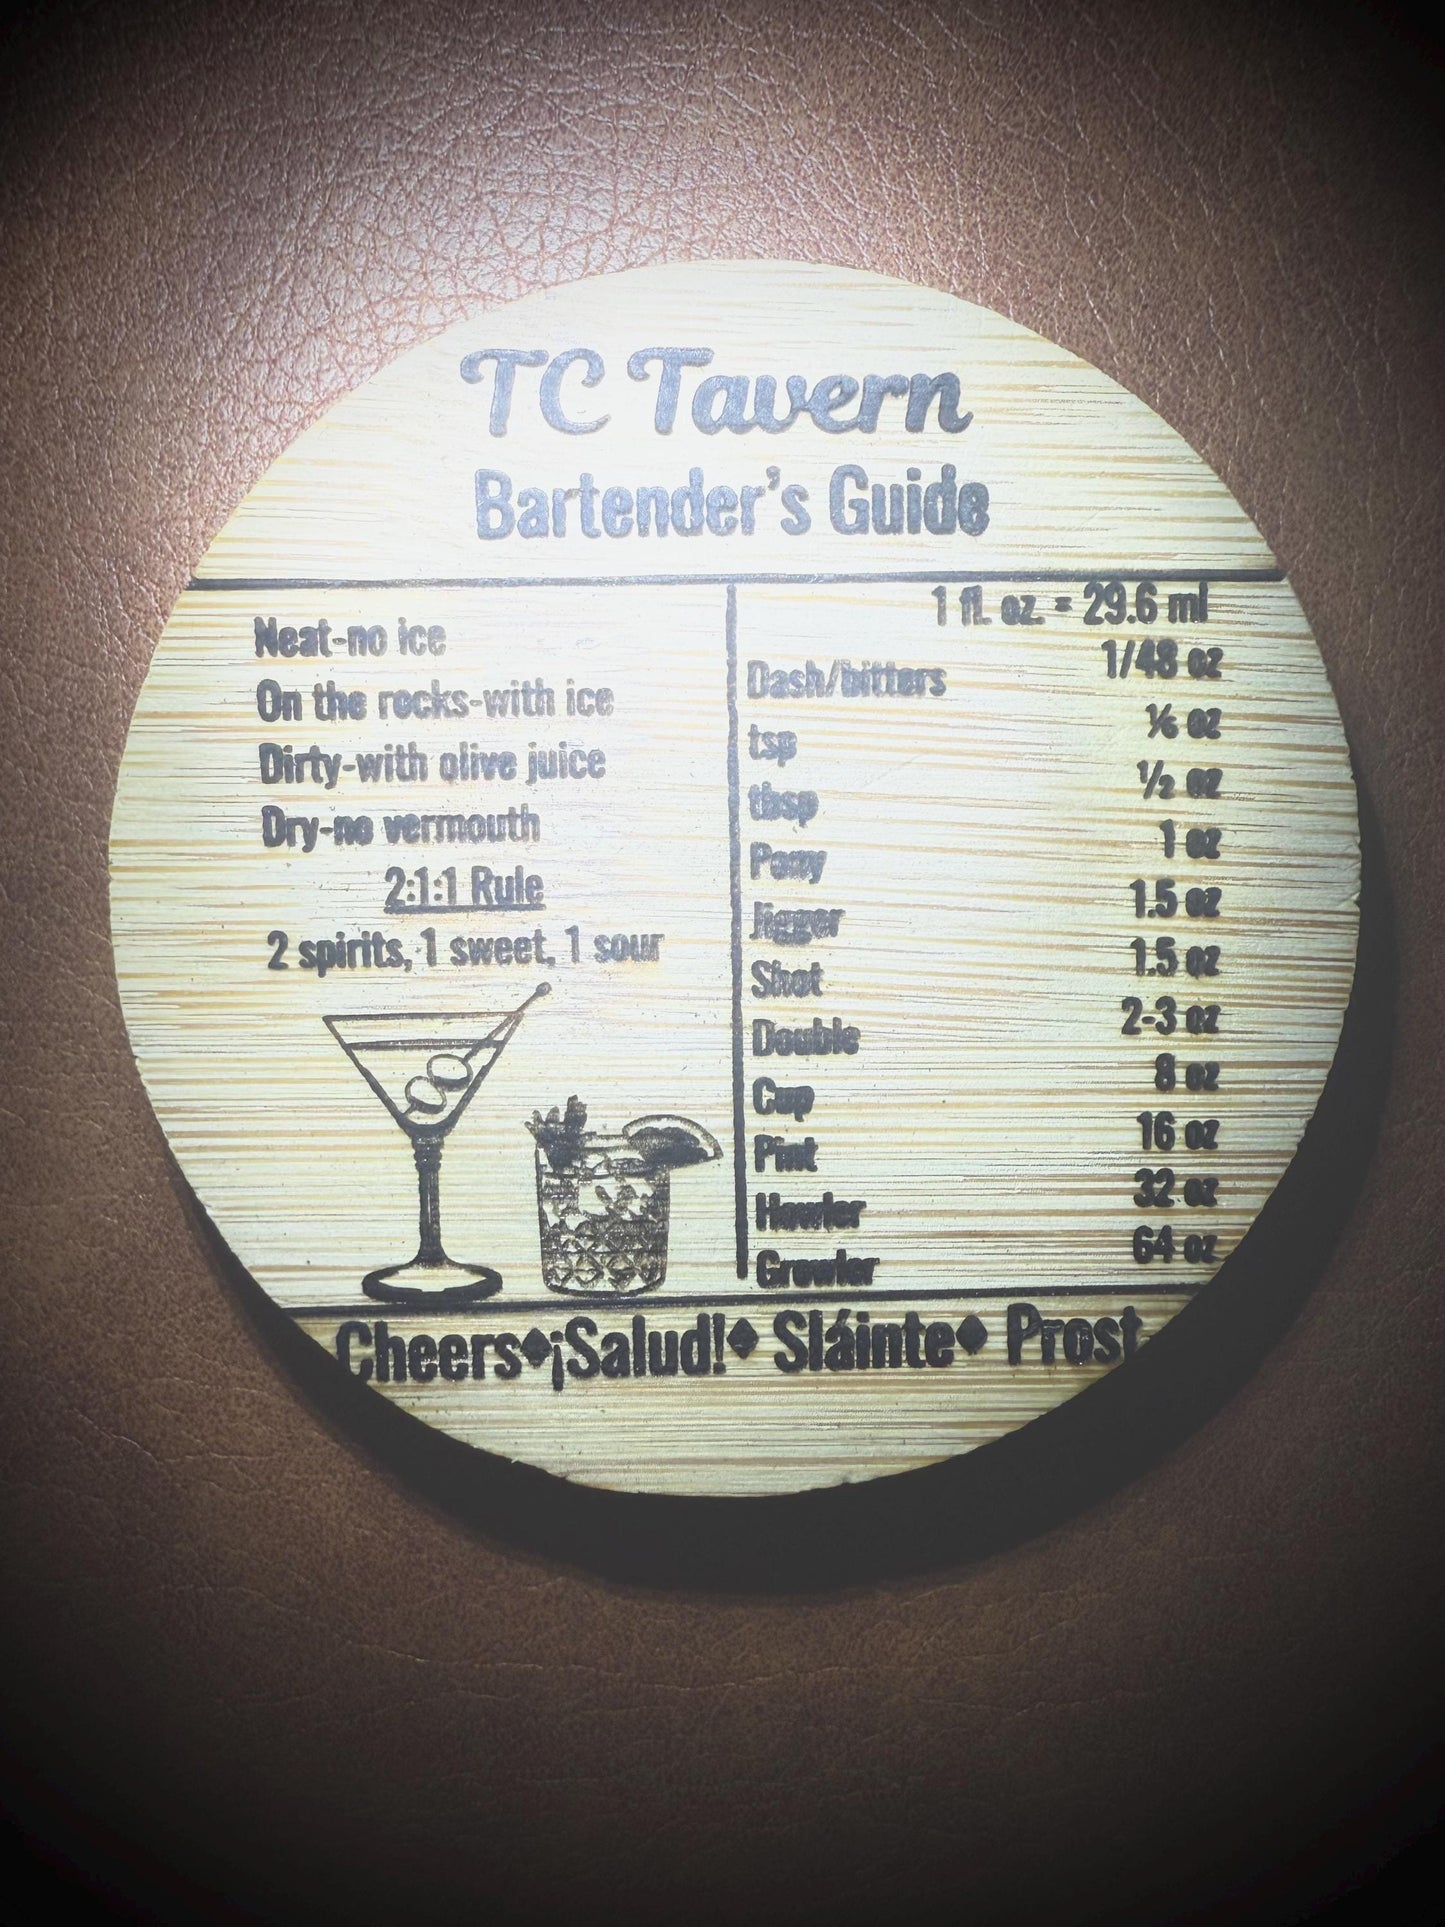 TC Tavern
Bartender's Guide
Neat-no ice
On the rocks-with ice
Dirty-with olive juice
Dry-no vermouth
2:1:1 Rule
2 spirits, 1 sweet, 1 sour
1 fl. oz. = 29.6 ml
Dash/bitters 1/48 oz
tsp ⅙ oz
tbsp ½ oz
Pony 1 oz
Jigger 1.5 oz
Shot 1.5 oz
Double 2-3 oz
Cup 8 oz
Pint 16 oz
Howler 32 oz
Growler 64 oz
Cheers♦¡Salud!♦ Sláinte♦ Prost